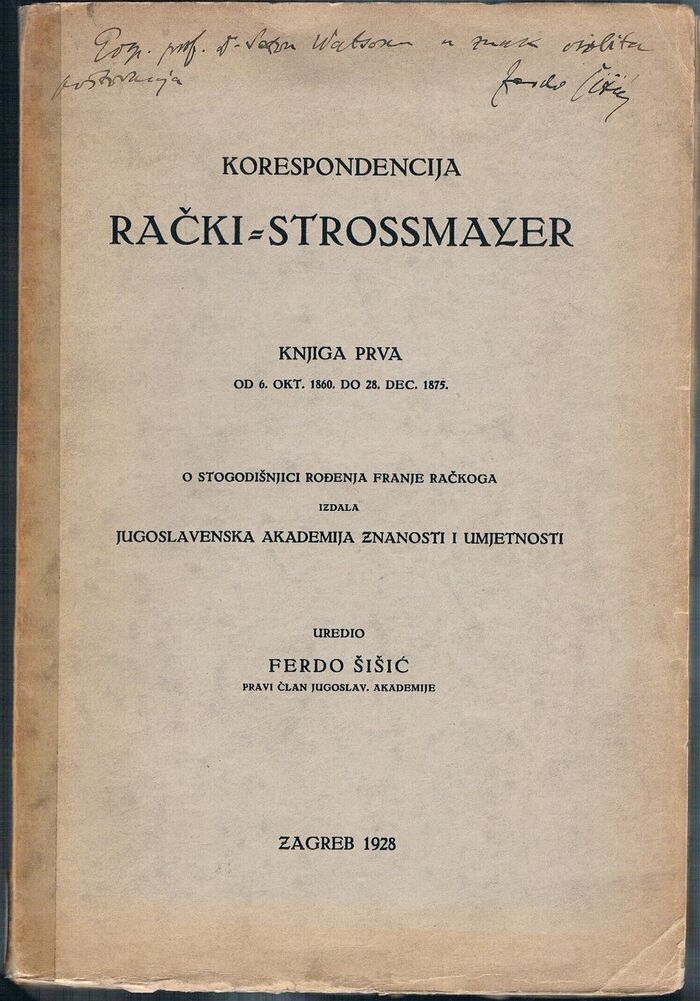 Gosp. prof. Dr. Seton Watsonu u znak osobita
poštovanja
Ferdo Šišić
KORESPONDENCIJA
RAČKI=STROSSMAYER
KNJIGA PRVA
OD 6. OKT. 1860. DO 28. DEC. 1875.
O STOGODIŠNJICI ROĐENJA FRANJE RAČKOGA
IZDALA
JUGOSLAVENSKA AKADEMIJA ZNANOSTI I UMJETNOSTI
UREDIO
FERDO ŠIŠIĆ
PRAVI ČLAN JUGOSLAV. AKADEMIJE
ZAGREB 1928